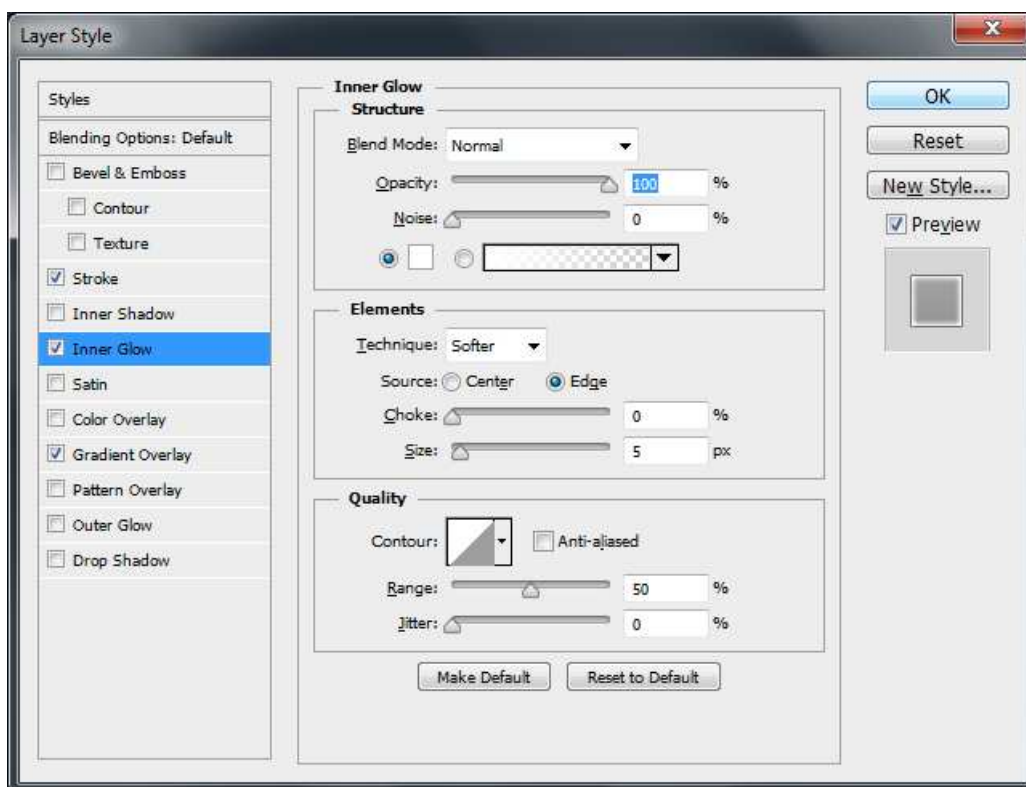 Layer Style
Styles
Blending Options: Default
Bevel & Emboss
Contour
Texture
Stroke
Inner Shadow
Inner Glow
Satin
Color Overlay
Gradient Overlay
Pattern Overlay
Outer Glow
Drop Shadow
Inner Glow
Structure
Blend Mode: Normal
Opacity: 100 %
Noise: 0 %
Elements
Technique: Softer
Source: Center Edge
Choke: 0 %
Size: 5 px
Quality
Contour: Anti-aliased
Range: 50 %
Jitter: 0 %
Make Default Reset to Default
OK
Reset
New Style...
Preview